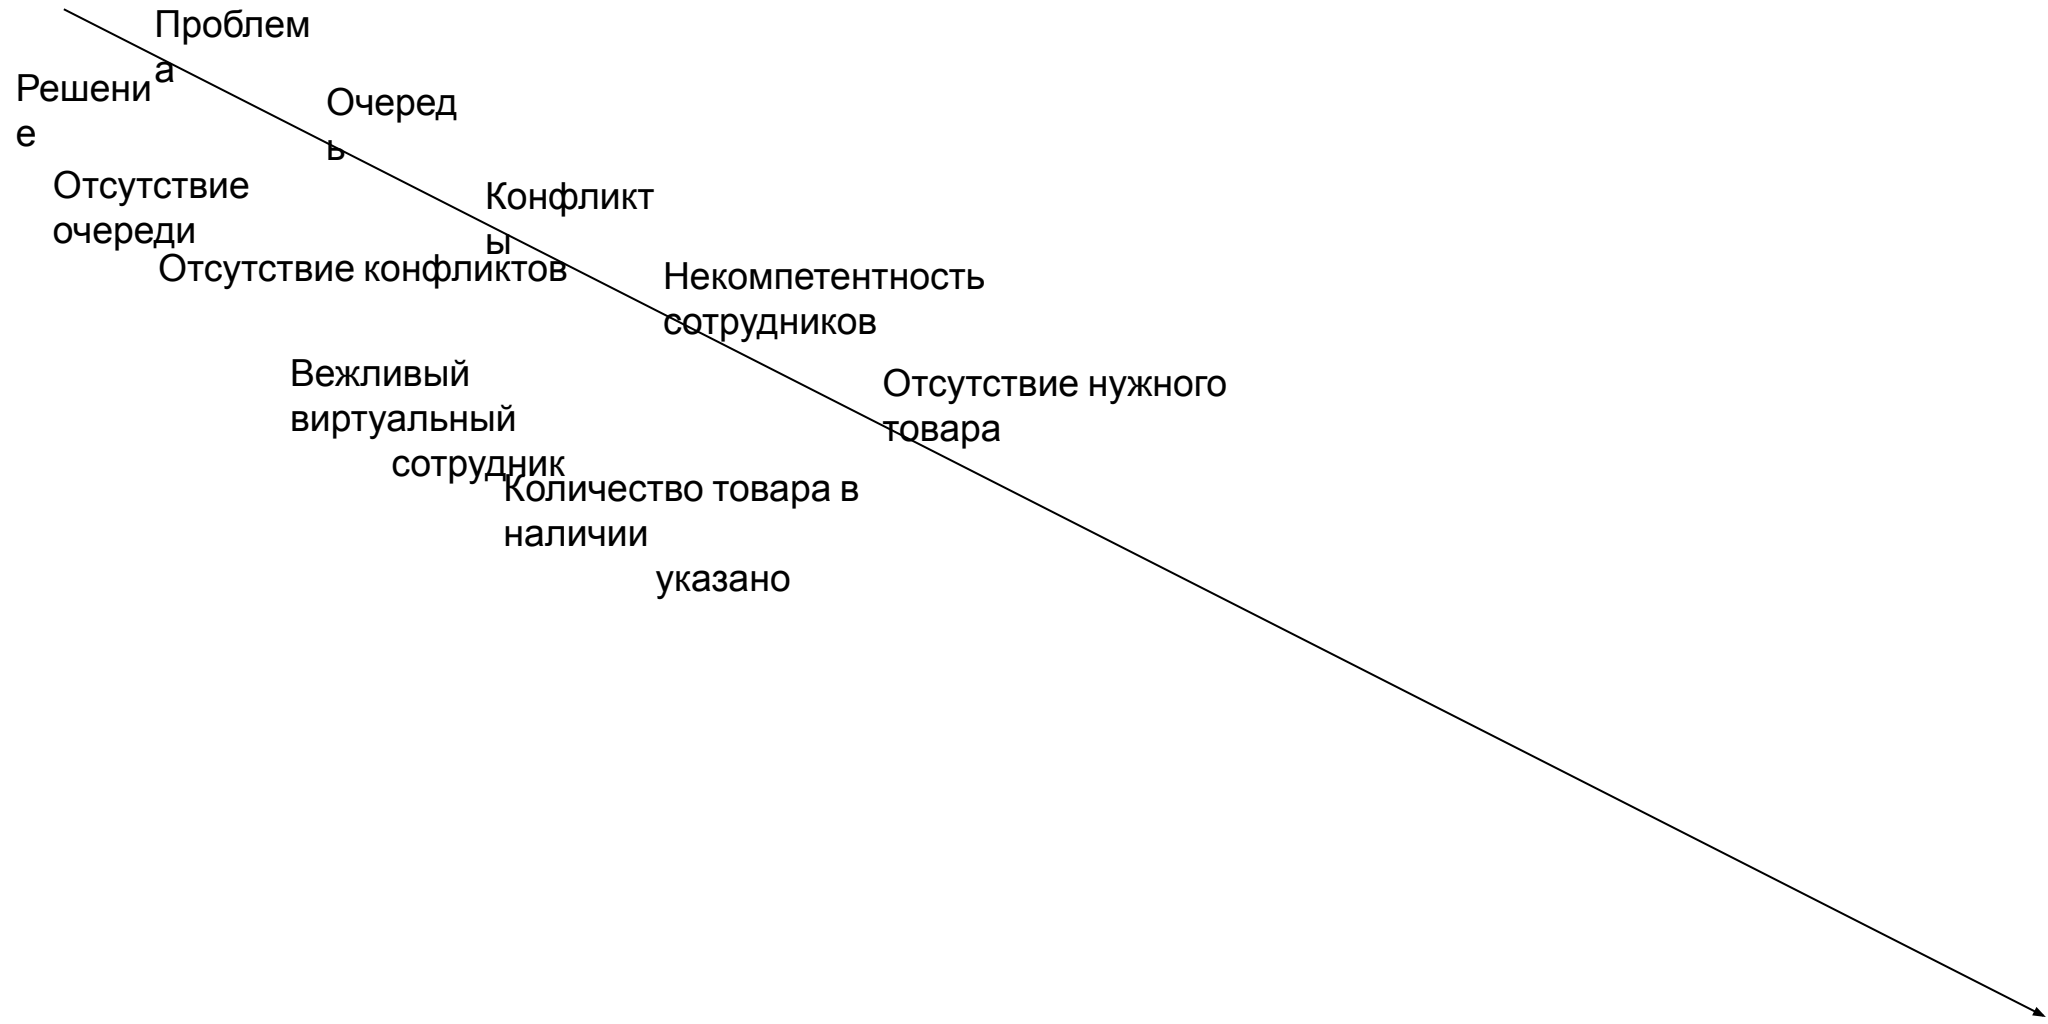 Проблем
а
Решени
е
Очеред
ь
Отсутствие
очереди
Конфликт
ы
Отсутствие конфликтов
Некомпетентность
сотрудников
Вежливый
виртуальный
сотрудник
Отсутствие нужного
товара
Количество товара в
наличии
указано